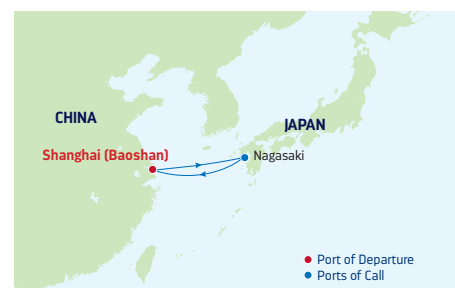 CHINA
JAPAN
Shanghai (Baoshan)
Nagasaki
Port of Departure
Ports of Call